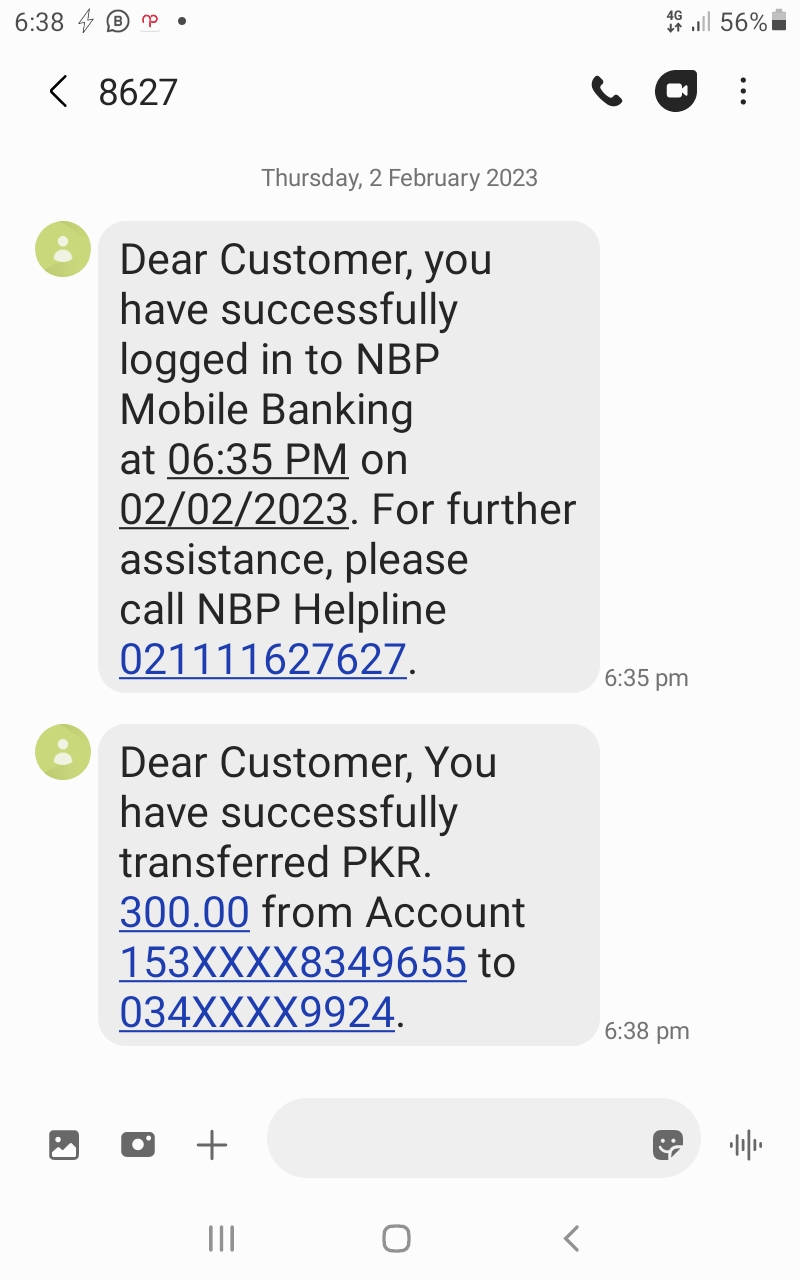 6:38
4G
56%
8627
Thursday, 2 February 2023
Dear Customer, you
have successfully
logged in to NBP
Mobile Banking
at 06:35 PM on
02/02/2023. For further
assistance, please
call NBP Helpline
021111627627.
6:35 pm
Dear Customer, You
have successfully
transferred PKR.
300.00 from Account
153XXXX8349655 to
034XXXX9924.
6:38 pm